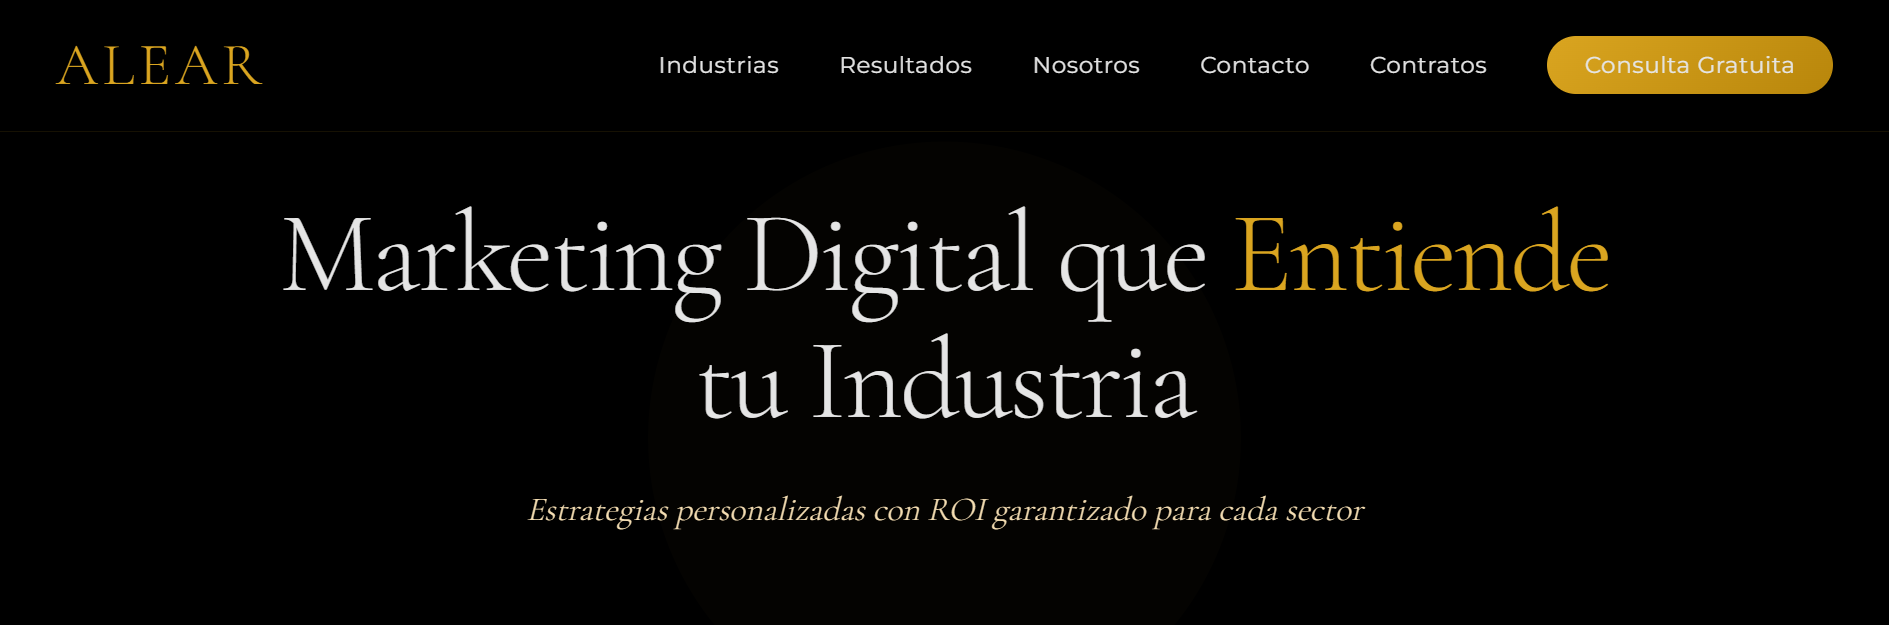 ALEAR
Industrias
Resultados
Nosotros
Contacto
Contratos
Consulta Gratuita
Marketing Digital que Entiende
tu Industria
Estrategias personalizadas con ROI garantizado para cada sector